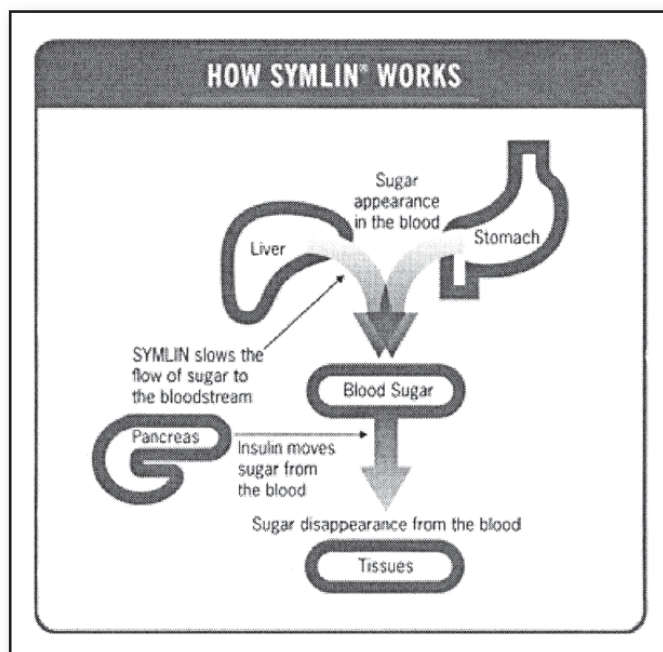 HOW SYMLIN® WORKS
Sugar
appearance
in the blood
Liver
Stomach
SYMLIN slows the
flow of sugar to
the bloodstream
Blood Sugar
Pancreas
Insulin moves
sugar from
the blood
Sugar disappearance from the blood
Tissues